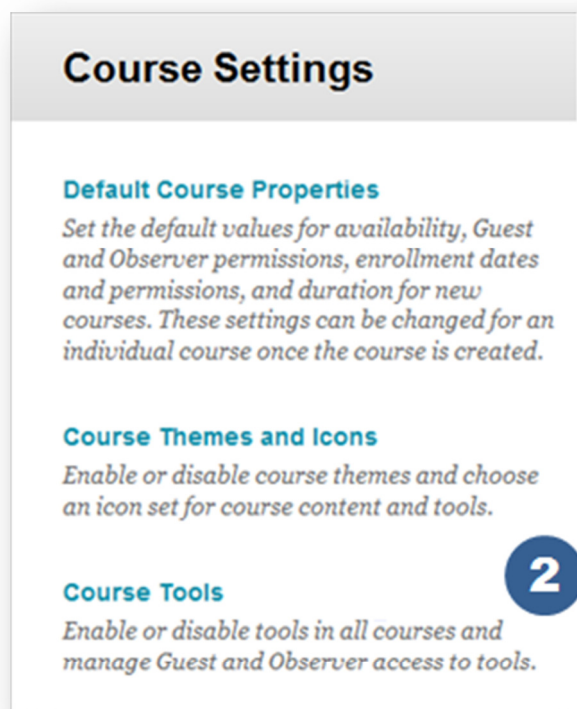 Course Settings
Default Course Properties
Set the default values for availability, Guest
and Observer permissions, enrollment dates
and permissions, and duration for new
courses. These settings can be changed for an
individual course once the course is created.
Course Themes and Icons
Enable or disable course themes and choose
an icon set for course content and tools.
2
Course Tools
Enable or disable tools in all courses and
manage Guest and Observer access to tools.